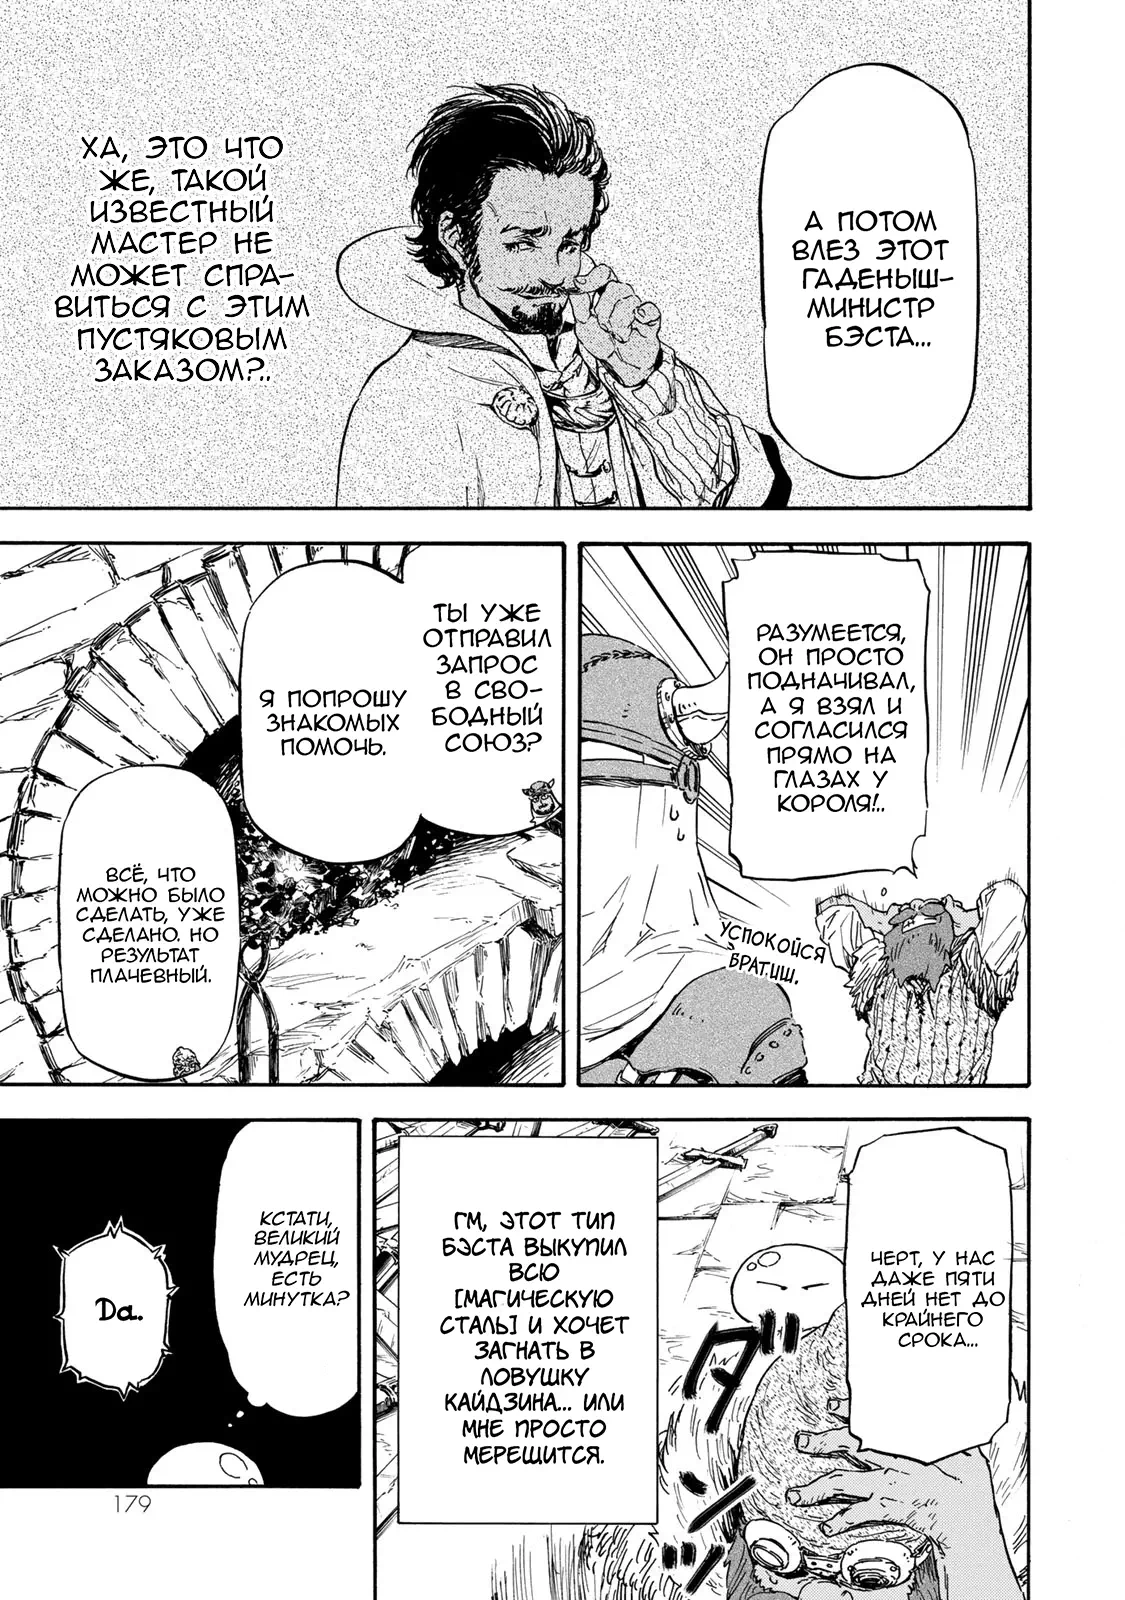 А ПОТОМ
ВЛЕЗ ЭТОТ
ГАДЕНЫШ-
МИНИСТР
БЭСТА...
ХА, ЭТО ЧТО
ЖЕ, ТАКОЙ
ИЗВЕСТНЫЙ
МАСТЕР НЕ
МОЖЕТ СПРА-
ВИТЬСЯ С ЭТИМ
ПУСТЯКОВЫМ
ЗАКАЗОМ?..
РАЗУМЕЕТСЯ,
ОН ПРОСТО
ПОДНАЧИВАЛ,
А Я ВЗЯЛ И
СОГЛАСИЛСЯ
ПРЯМО НА
ГЛАЗАХ У
КОРОЛЯ!..
УСПОКОЙСЯ
БРАТИШ.
ТЫ УЖЕ
ОТПРАВИЛ
ЗАПРОС
В СВО-
БОДНЫЙ
СОЮЗ?
Я ПОПРОШУ
ЗНАКОМЫХ
ПОМОЧЬ.
ВСЁ, ЧТО
МОЖНО БЫЛО
СДЕЛАТЬ, УЖЕ
СДЕЛАНО. НО
РЕЗУЛЬТАТ
ПЛАЧЕВНЫЙ.
ЧЕРТ, У НАС
ДАЖЕ ПЯТИ
ДНЕЙ НЕТ ДО
КРАЙНЕГО
СРОКА...
ГМ, ЭТОТ ТИП
БЭСТА ВЫКУПИЛ
ВСЮ
[МАГИЧЕСКУЮ
СТАЛЬ] И ХОЧЕТ
ЗАГНАТЬ В
ЛОВУШКУ
КАЙДЗИНА... ИЛИ
МНЕ ПРОСТО
МЕРЕЩИТСЯ.
ダンッ
КСТАТИ,
ВЕЛИКИЙ
МУДРЕЦ,
ЕСТЬ
МИНУТКА?
Да.
179